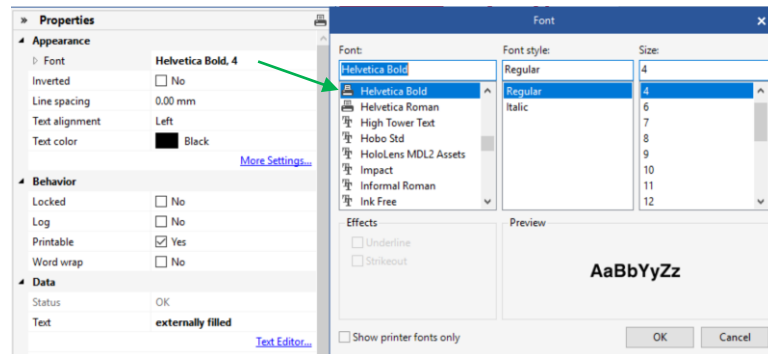 Properties
Appearance
Font Helvetica Bold, 4
Inverted No
Line spacing 0.00 mm
Text alignment Left
Text color Black
More Settings...
Behavior
Locked No
Log No
Printable Yes
Word wrap No
Data
Status OK
Text externally filled
Text Editor...
Font
Font: Font style: Size:
Helvetica Bold Regular 4
Helvetica Bold Regular 4
Helvetica Roman Italic 6
High Tower Text 7
Hobo Std 8
HoloLens MDL2 Assets 9
Impact 10
Informal Roman 11
Ink Free 12
Effects Preview
Underline
Strikeout
AaBbYyZz
Show printer fonts only OK Cancel